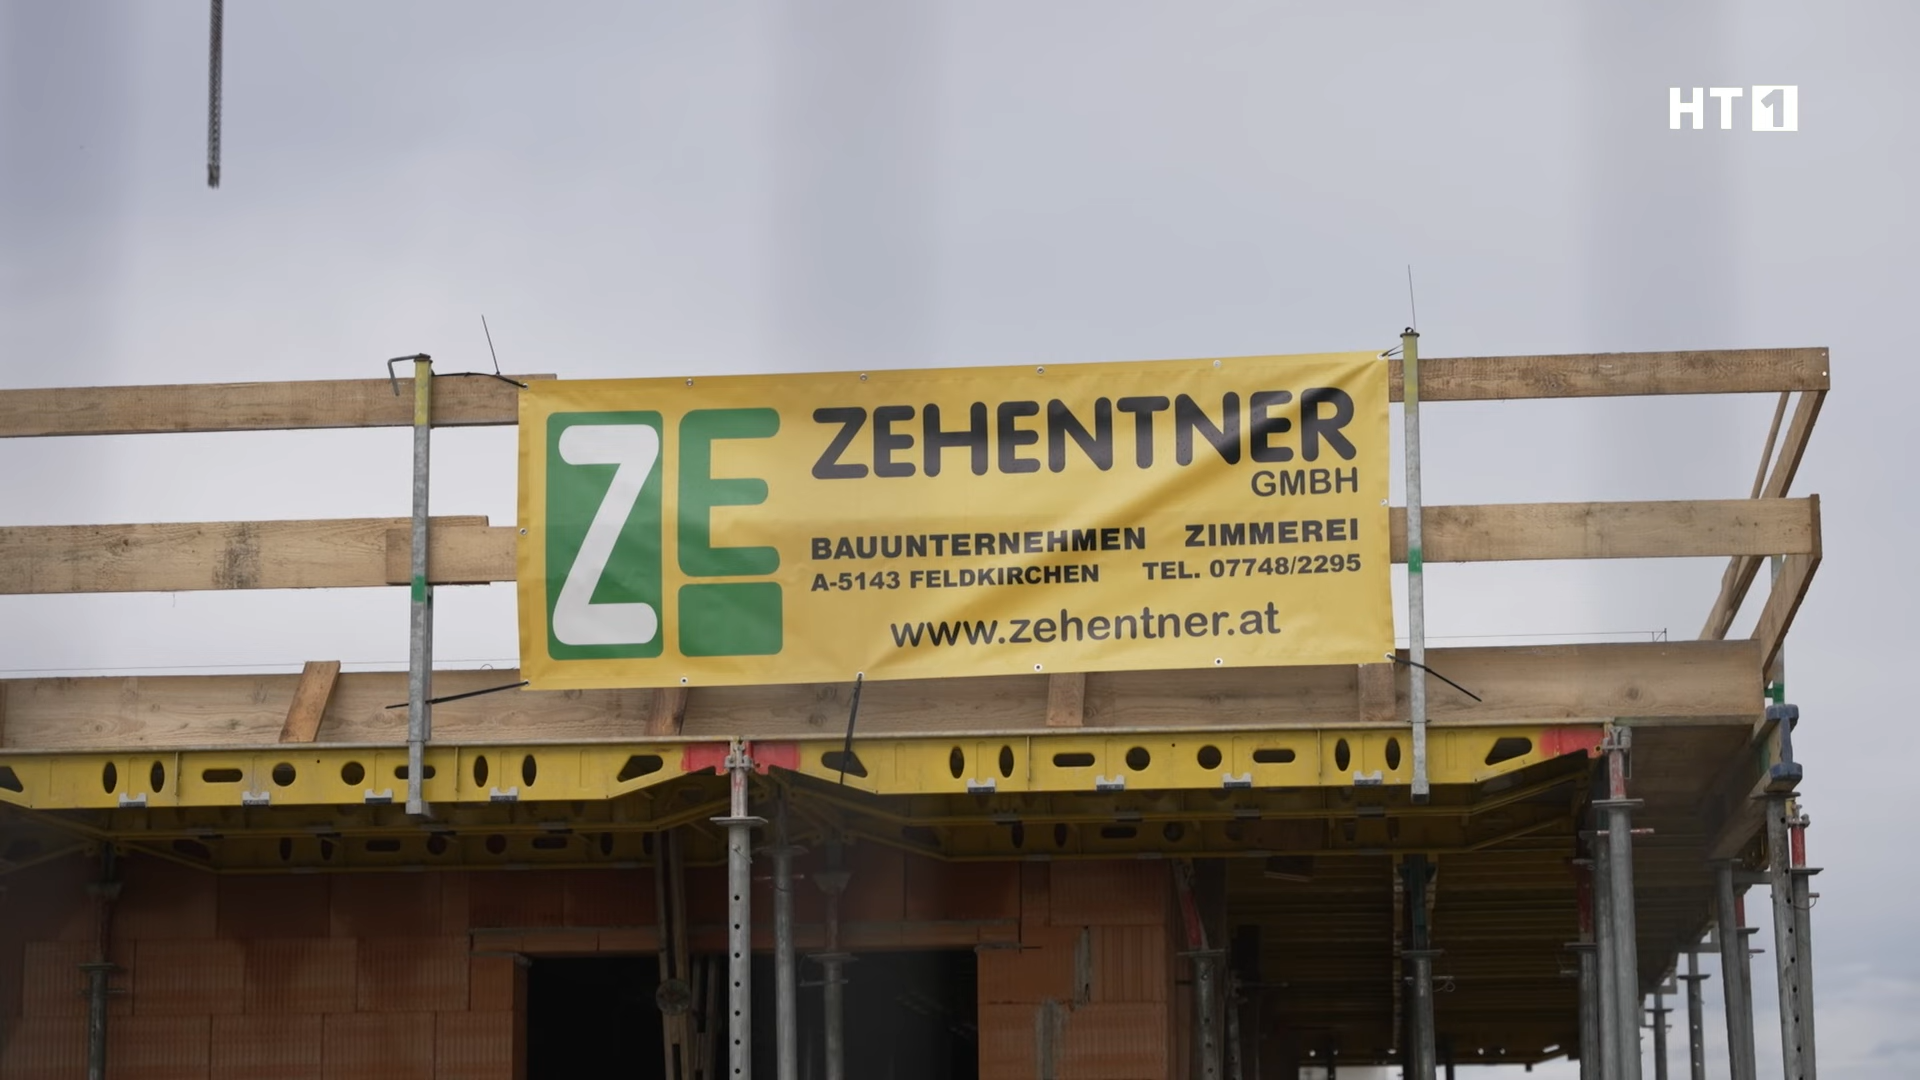 HT1
ZE
ZEHENTNER
GMBH
BAUUNTERNEHMEN ZIMMEREI
A-5143 FELDKIRCHEN TEL. 07748/2295
www.zehentner.at